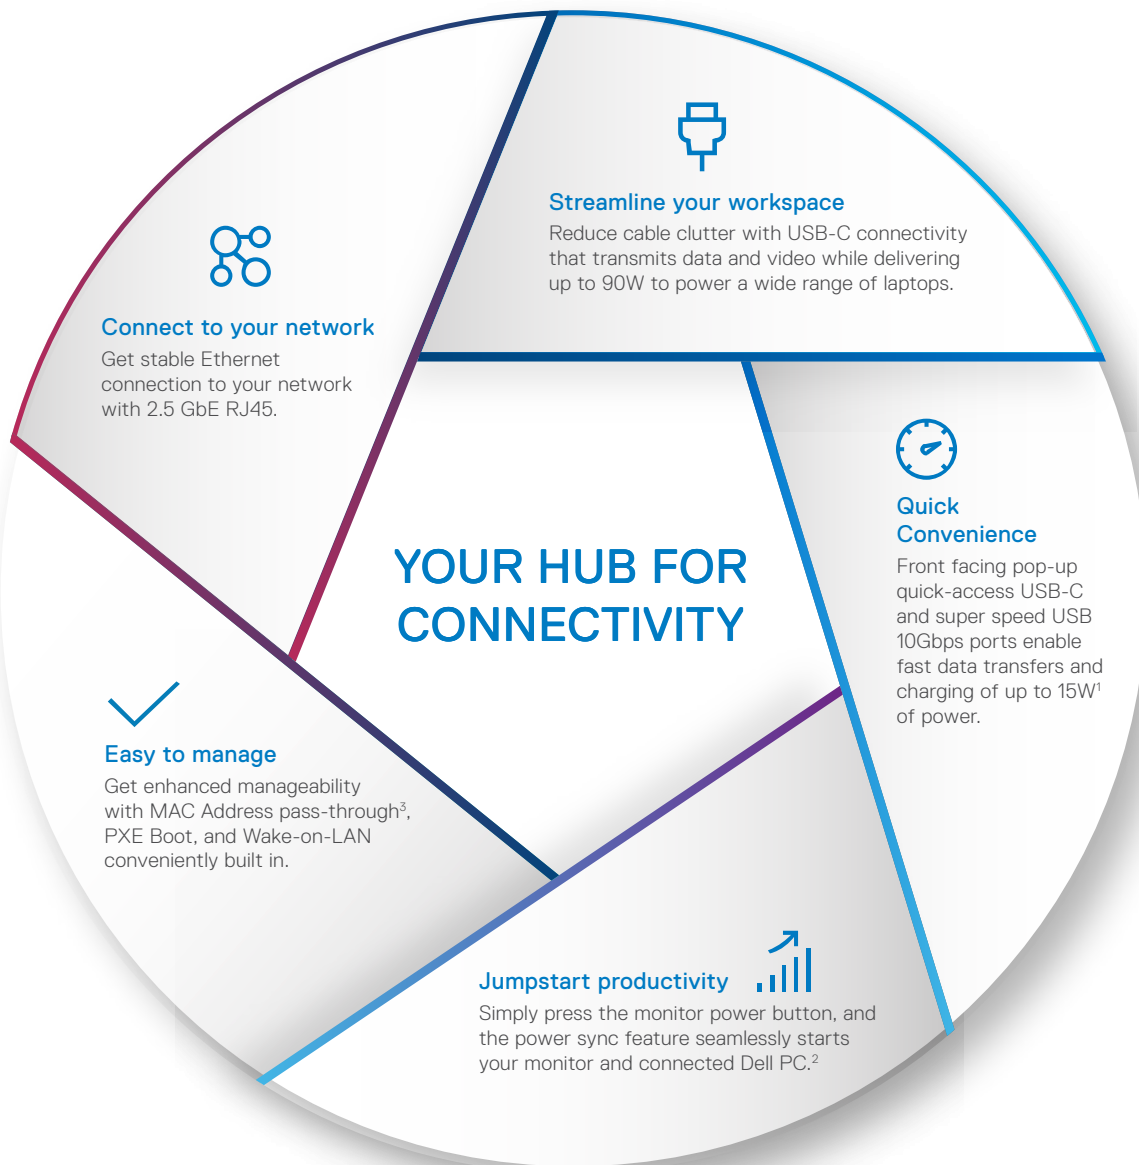 Streamline your workspace
Reduce cable clutter with USB-C connectivity
that transmits data and video while delivering
up to 90W to power a wide range of laptops.
Connect to your network
Get stable Ethernet
connection to your network
with 2.5 GbE RJ45.
Quick
Convenience
Front facing pop-up
quick-access USB-C
and super speed USB
10Gbps ports enable
fast data transfers and
charging of up to 15W¹
of power.
YOUR HUB FOR
CONNECTIVITY
Easy to manage
Get enhanced manageability
with MAC Address pass-through³,
PXE Boot, and Wake-on-LAN
conveniently built in.
Jumpstart productivity
Simply press the monitor power button, and
the power sync feature seamlessly starts
your monitor and connected Dell PC.²